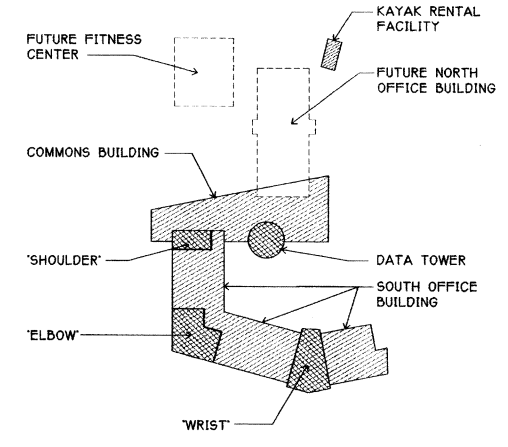 KAYAK RENTAL
FACILITY
FUTURE FITNESS
CENTER
FUTURE NORTH
OFFICE BUILDING
COMMONS BUILDING
"SHOULDER"
DATA TOWER
SOUTH OFFICE
BUILDING
"ELBOW"
"WRIST"